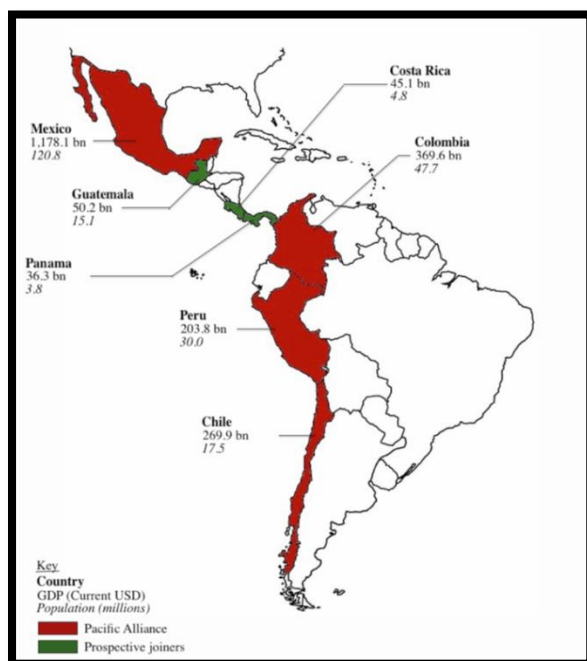 Costa Rica
45.1 bn
4.8
Mexico
1,178.1 bn
120.8
Colombia
369.6 bn
47.7
Guatemala
50.2 bn
15.1
Panama
36.3 bn
3.8
Peru
203.8 bn
30.0
Chile
269.9 bn
17.5
Key
Country
GDP (Current USD)
Population (millions)
Pacific Alliance
Prospective joiners